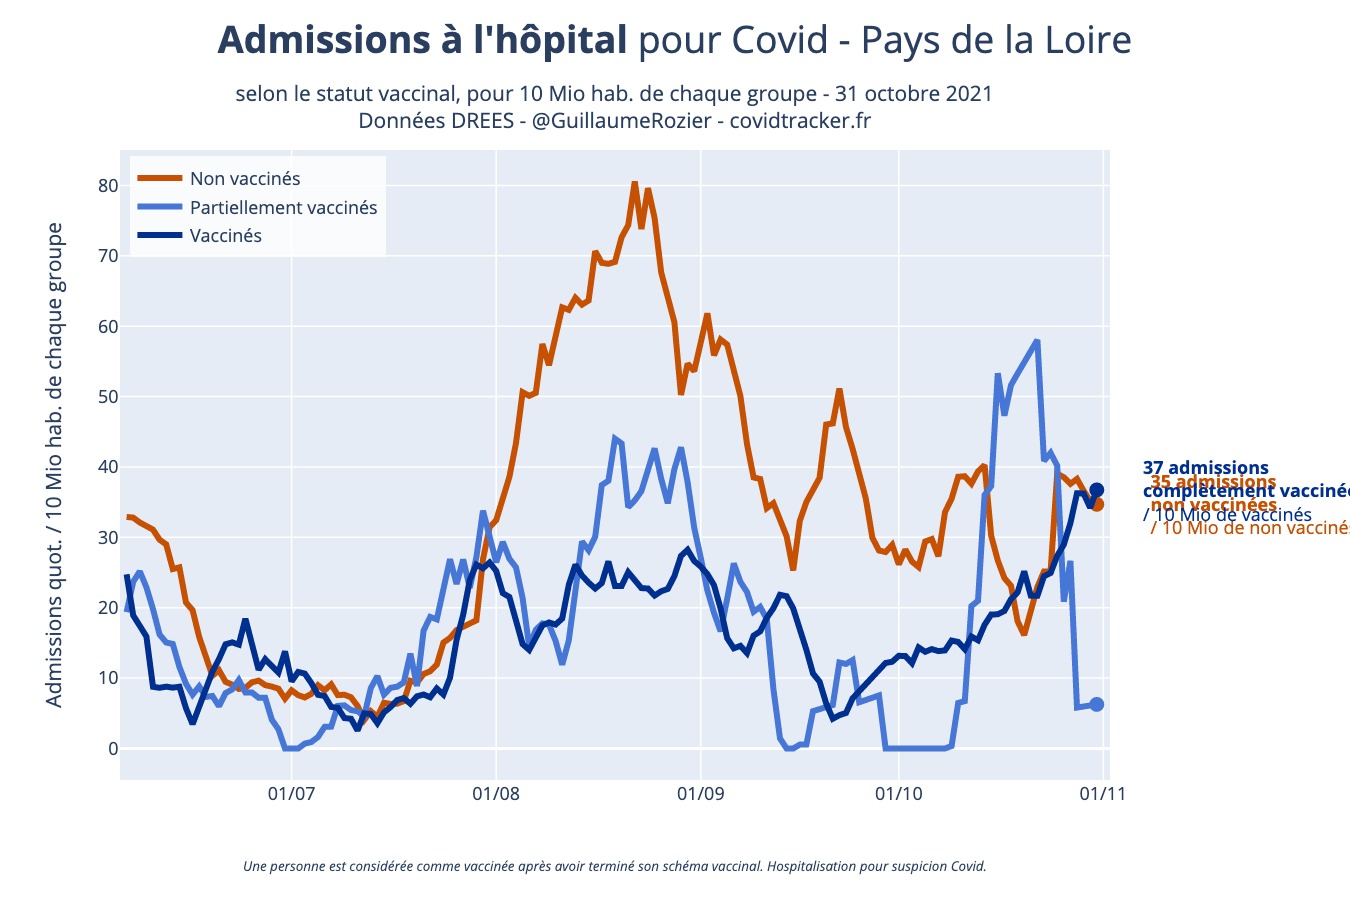 Admissions à l'hôpital pour Covid - Pays de la Loire
selon le statut vaccinal, pour 10 Mio hab. de chaque groupe - 31 octobre 2021
Données DREES - @GuillaumeRozier - covidtracker.fr
Non vaccinés
Partiellement vaccinés
Vaccinés
Admissions quot. / 10 Mio hab. de chaque groupe
80
70
60
50
40
30
20
10
0
01/07
01/08
01/09
01/10
01/11
37 admissions
complètement vacciné
/ 10 Mio de vaccinés
35 admissions
non vaccinées
/ 10 Mio de non vaccinés
Une personne est considérée comme vaccinée après avoir terminé son schéma vaccinal. Hospitalisation pour suspicion Covid.